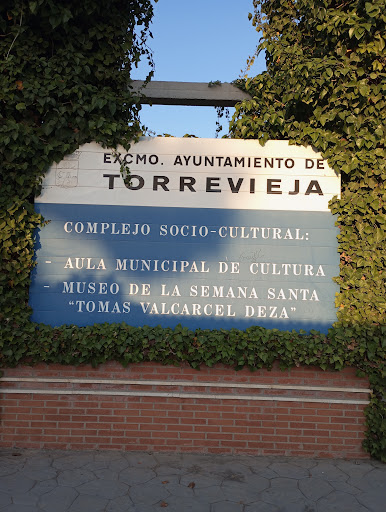 EXCMO. AYUNTAMIENTO DE
TORREVIEJA
COMPLEJO SOCIO-CULTURAL:
- AULA MUNICIPAL DE CULTURA
- MUSEO DE LA SEMANA SANTA
"TOMAS VALCARCEL DEZA"